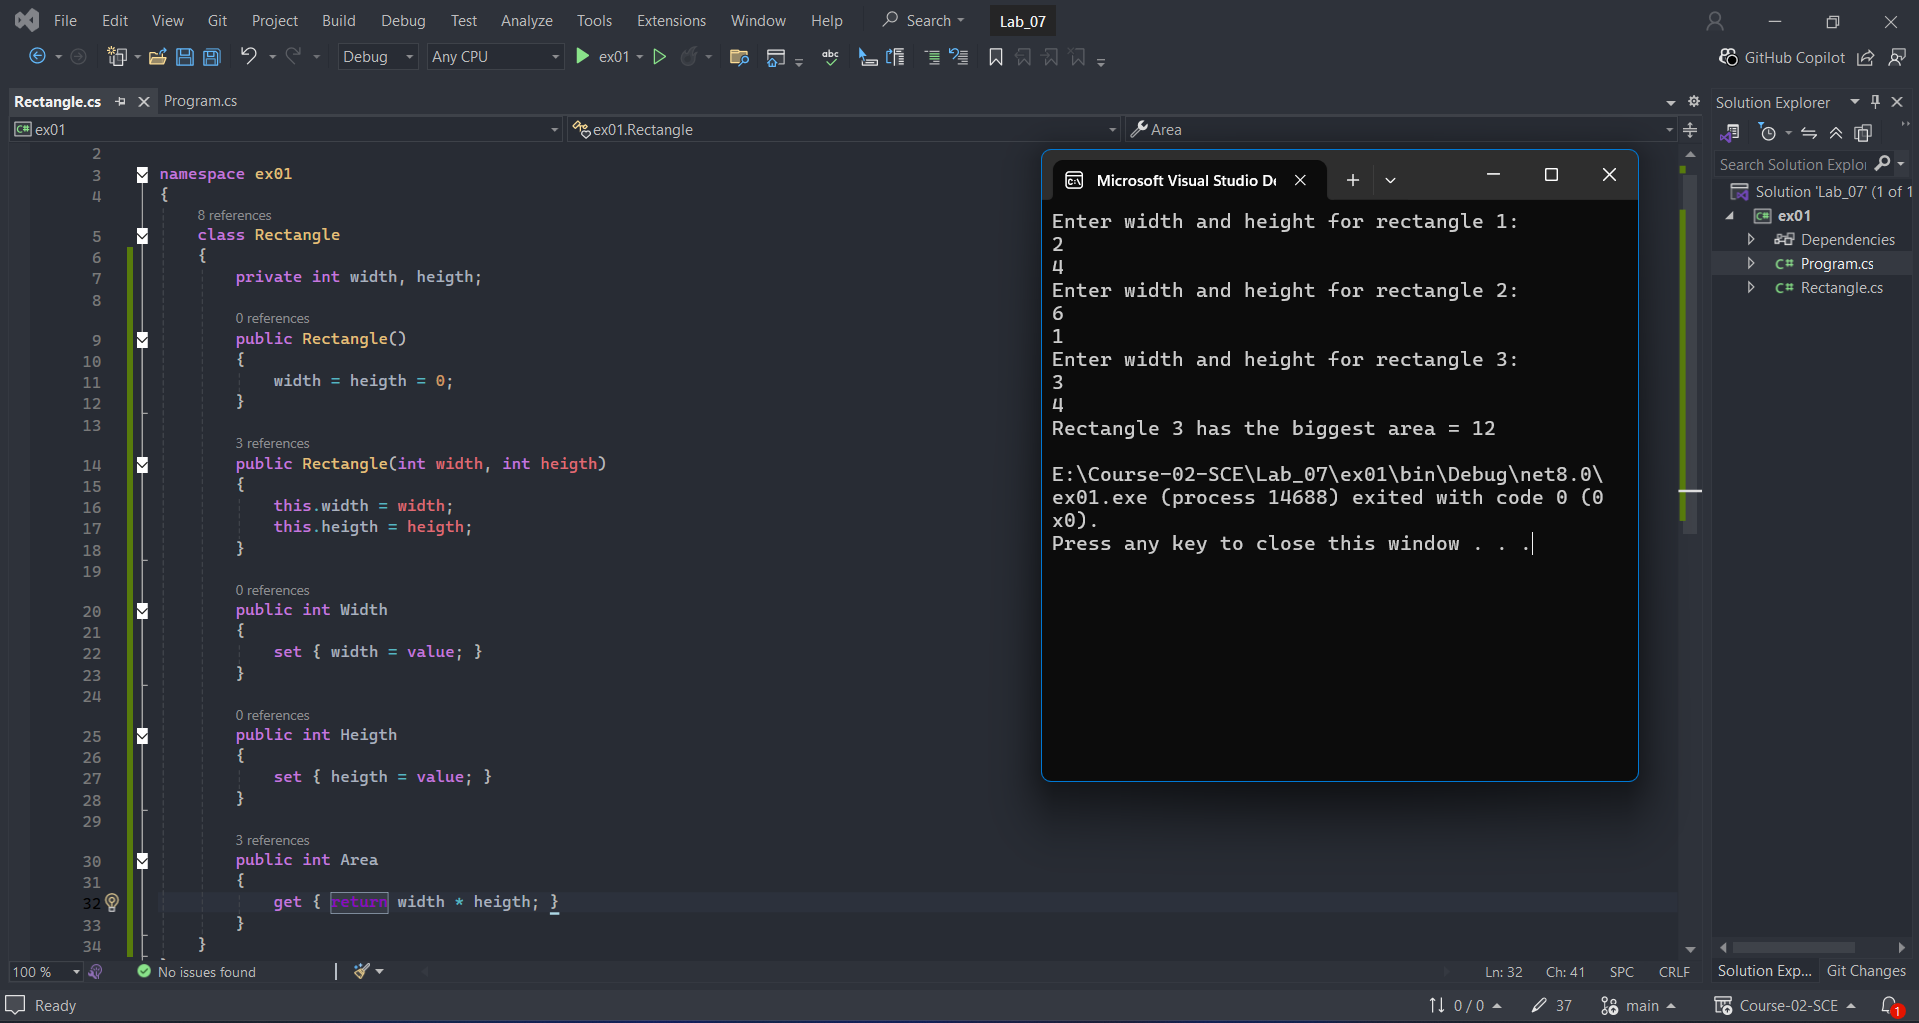 File Edit View Git Project Build Debug Test Analyze Tools Extensions Window Help Search Lab_07
Debug Any CPU ex01 abc GitHub Copilot
Rectangle.cs Program.cs
C# ex01 ex01.Rectangle Area
2
3 namespace ex01
4 {
8 references
5 class Rectangle
6 {
7 private int width, heigth;
8
0 references
9 public Rectangle()
10 {
11 width = heigth = 0;
12 }
13
3 references
14 public Rectangle(int width, int heigth)
15 {
16 this.width = width;
17 this.heigth = heigth;
18 }
19
0 references
20 public int Width
21 {
22 set { width = value; }
23 }
24
0 references
25 public int Heigth
26 {
27 set { heigth = value; }
28 }
29
3 references
30 public int Area
31 {
32 get { return width * heigth; }
33 }
34 }
Microsoft Visual Studio De
Enter width and height for rectangle 1:
2
4
Enter width and height for rectangle 2:
6
1
Enter width and height for rectangle 3:
3
4
Rectangle 3 has the biggest area = 12
E:\Course-02-SCE\Lab_07\ex01\bin\Debug\net8.0\
ex01.exe (process 14688) exited with code 0 (0
x0).
Press any key to close this window . . .
Solution Explorer
Search Solution Explo
Solution 'Lab_07' (1 of 1
C# ex01
Dependencies
C# Program.cs
C# Rectangle.cs
100 % No issues found Ln: 32 Ch: 41 SPC CRLF Solution Exp... Git Changes
Ready 0 / 0 37 main Course-02-SCE 1